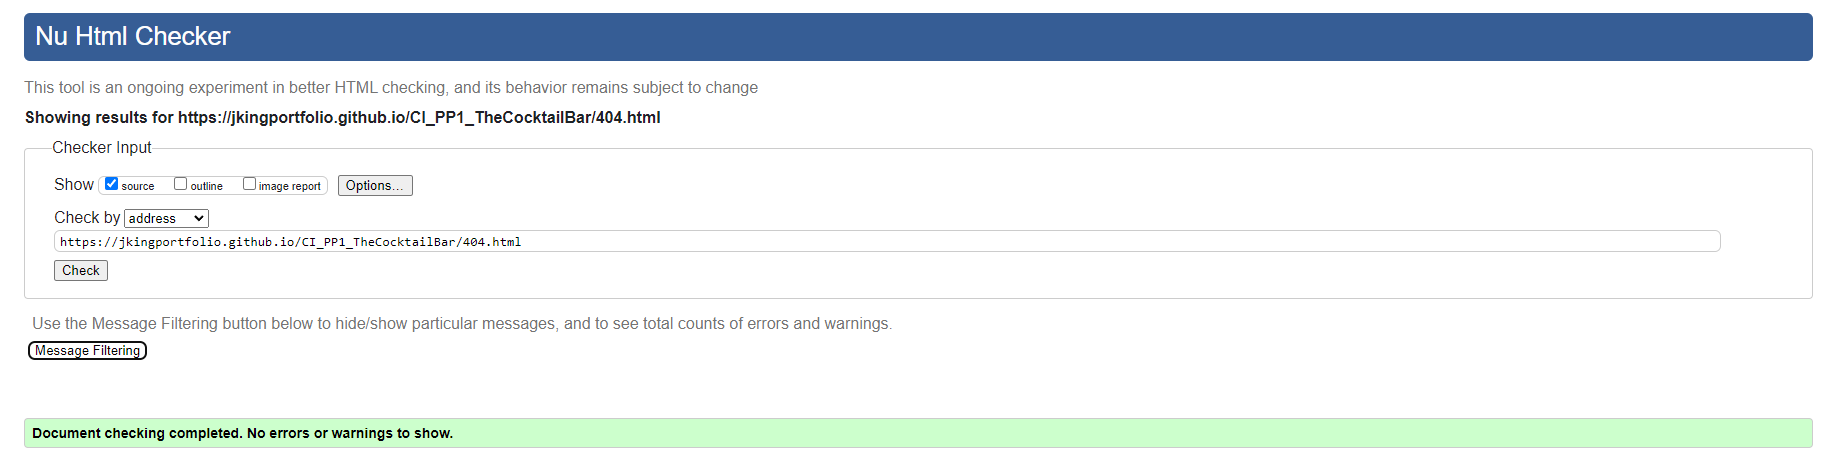 Nu Html Checker
This tool is an ongoing experiment in better HTML checking, and its behavior remains subject to change
Showing results for https://jkingportfolio.github.io/CI_PP1_TheCocktailBar/404.html
Checker Input
Show source outline image report Options...
Check by address
https://jkingportfolio.github.io/CI_PP1_TheCocktailBar/404.html
Check
Use the Message Filtering button below to hide/show particular messages, and to see total counts of errors and warnings.
Message Filtering
Document checking completed. No errors or warnings to show.